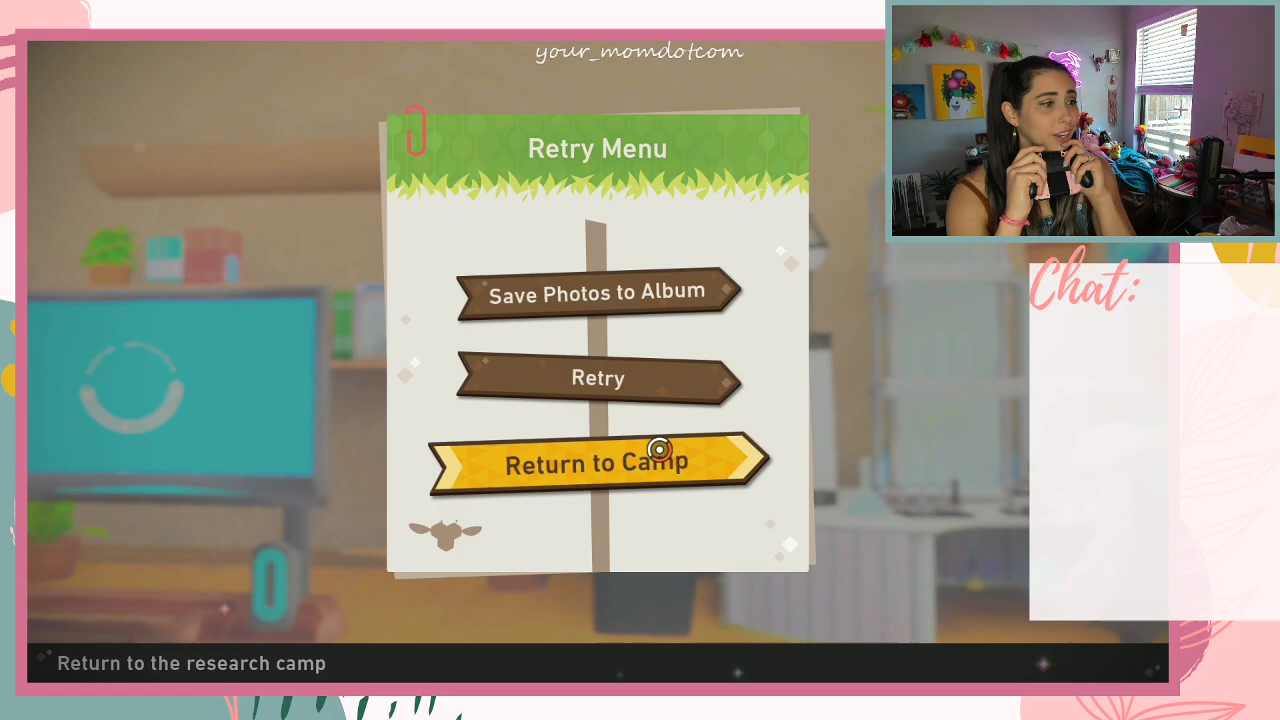 your_momdotcom
Retry Menu
Save Photos to Album
Retry
Return to Camp
Chat:
Return to the research camp